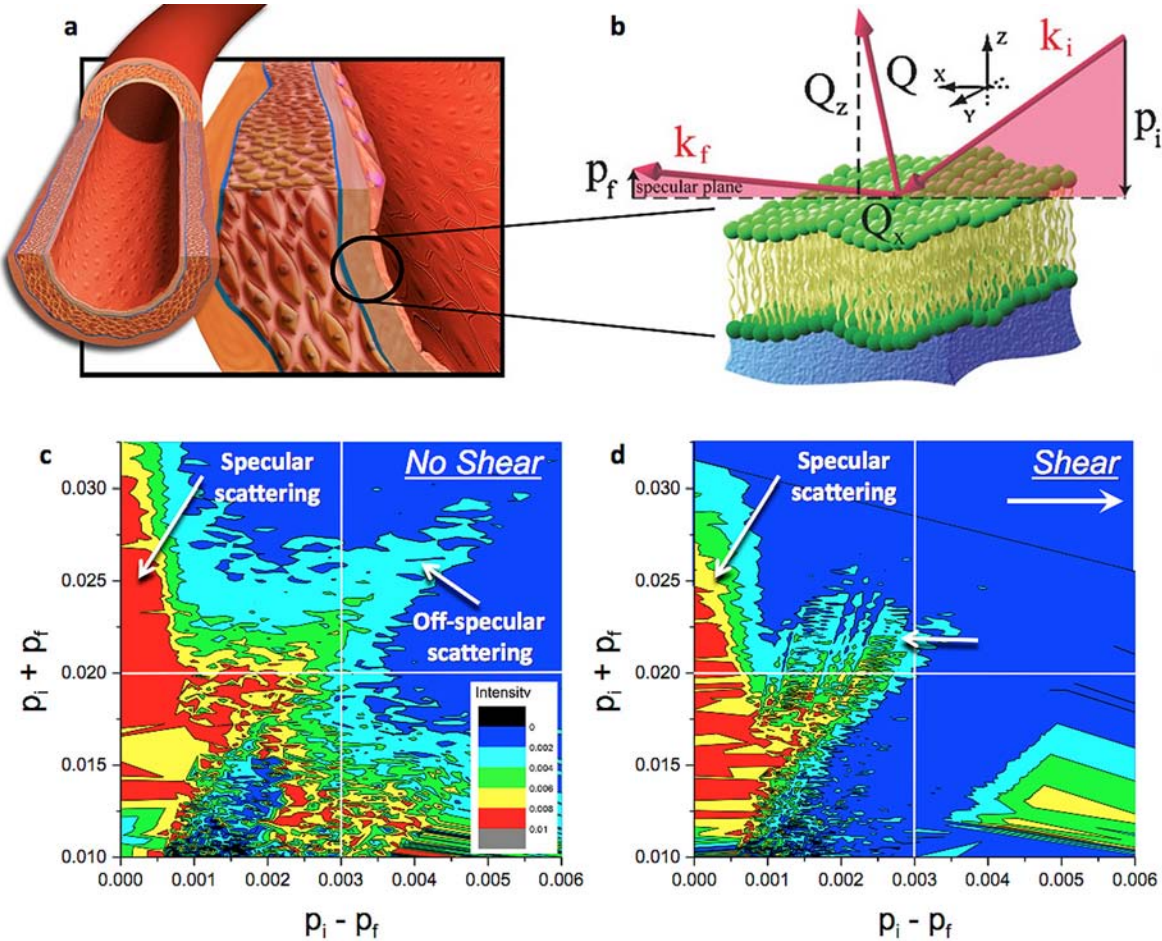 a
b
k_i
z
x
Y
Q_z
Q
p_i
k_f
p_f
specular plane
Q_x
c
Specular
scattering
No Shear
Off-specular
scattering
Intensity
0
0.002
0.004
0.006
0.008
0.01
p_i + p_f
0.030
0.025
0.020
0.015
0.010
0.000
0.001
0.002
0.003
0.004
0.005
0.006
p_i - p_f
d
Specular
scattering
Shear
p_i + p_f
0.030
0.025
0.020
0.015
0.010
0.000
0.001
0.002
0.003
0.004
0.005
0.006
p_i - p_f